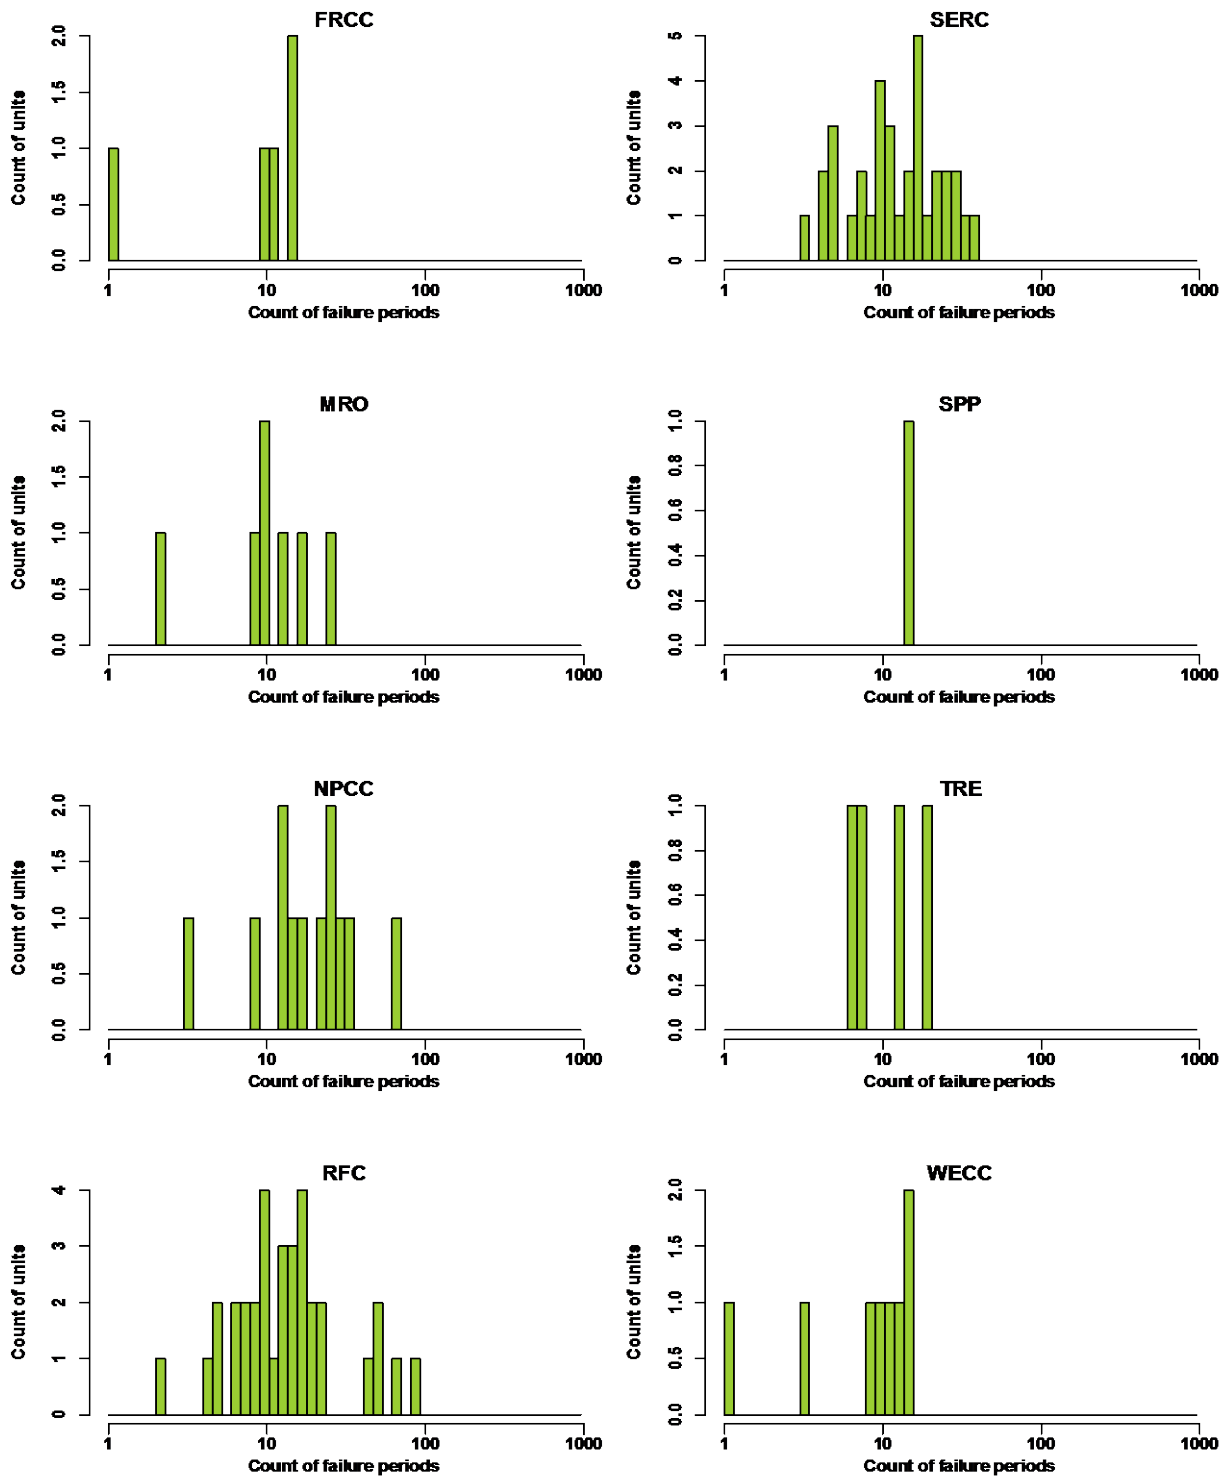 FRCC
Count of units
0.0 0.5 1.0 1.5 2.0
1 10 100 1000
Count of failure periods
SERC
Count of units
0 1 2 3 4 5
1 10 100 1000
Count of failure periods
MRO
Count of units
0.0 0.5 1.0 1.5 2.0
1 10 100 1000
Count of failure periods
SPP
Count of units
0.0 0.2 0.4 0.6 0.8 1.0
1 10 100 1000
Count of failure periods
NPCC
Count of units
0.0 0.5 1.0 1.5 2.0
1 10 100 1000
Count of failure periods
TRE
Count of units
0.0 0.2 0.4 0.6 0.8 1.0
1 10 100 1000
Count of failure periods
RFC
Count of units
0 1 2 3 4
1 10 100 1000
Count of failure periods
WECC
Count of units
0.0 0.5 1.0 1.5 2.0
1 10 100 1000
Count of failure periods